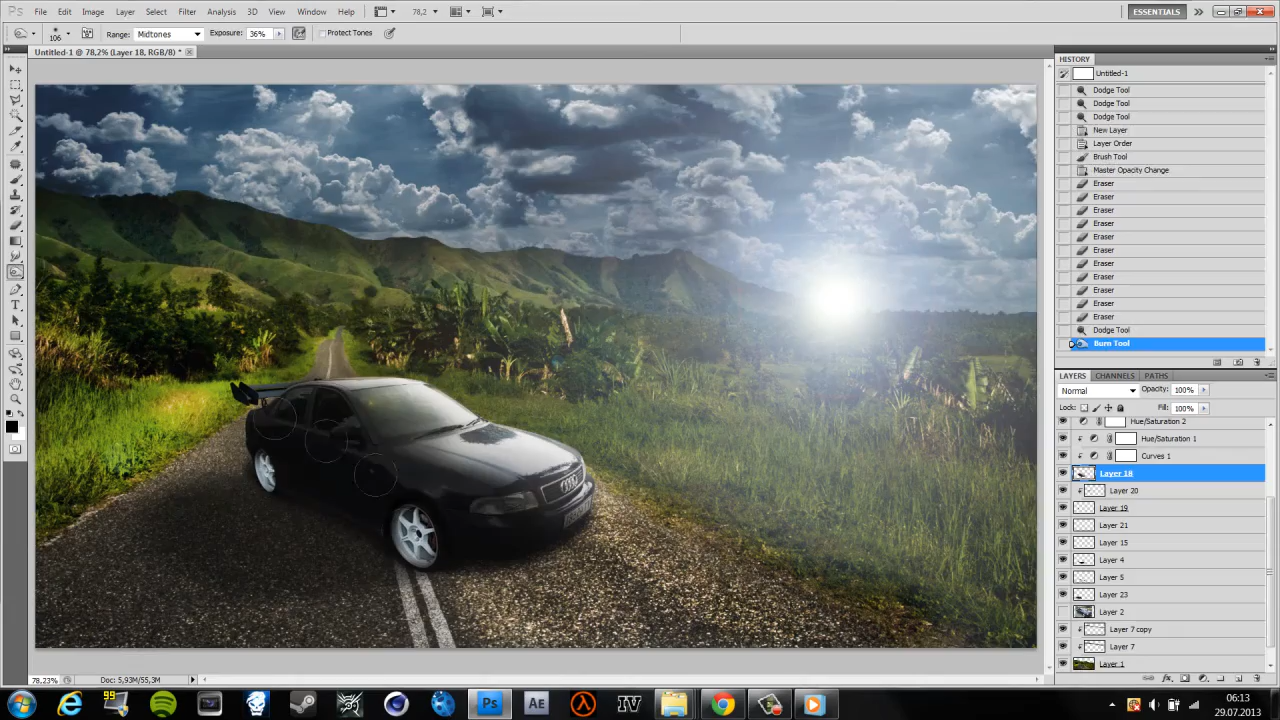 Ps File Edit Image Layer Select Filter Analysis 3D View Window Help 78,2 ESSENTIALS
106 Range: Midtones Exposure: 36% Protect Tones
Untitled-1 @ 78,2% (Layer 18, RGB/8) *
HISTORY
Untitled-1
Dodge Tool
Dodge Tool
Dodge Tool
New Layer
Layer Order
Brush Tool
Master Opacity Change
Eraser
Eraser
Eraser
Eraser
Eraser
Eraser
Eraser
Eraser
Eraser
Eraser
Eraser
Dodge Tool
Burn Tool
LAYERS CHANNELS PATHS
Normal Opacity: 100%
Lock: Fill: 100%
Hue/Saturation 2
Hue/Saturation 1
Curves 1
Layer 18
Layer 20
Layer 19
Layer 21
Layer 15
Layer 4
Layer 5
Layer 23
Layer 2
Layer 7 copy
Layer 7
Layer 1
78,23% Doc: 5,93M/55,3M
99 Ps Ae IV
06:13
29.07.2013